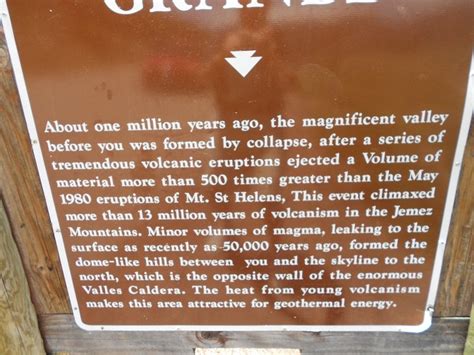 GRANDE
About one million years ago, the magnificent valley
before you was formed by collapse, after a series of
tremendous volcanic eruptions ejected a Volume of
material more than 500 times greater than the May
1980 eruptions of Mt. St Helens, This event climaxed
more than 13 million years of volcanism in the Jemez
Mountains. Minor volumes of magma, leaking to the
surface as recently as 50,000 years ago, formed the
dome-like hills between you and the skyline to the
north, which is the opposite wall of the enormous
Valles Caldera. The heat from young volcanism
makes this area attractive for geothermal energy.